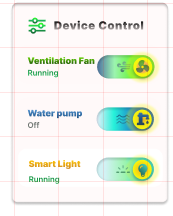 Device Control
Ventilation Fan
Running
Water pump
Off
Smart Light
Running